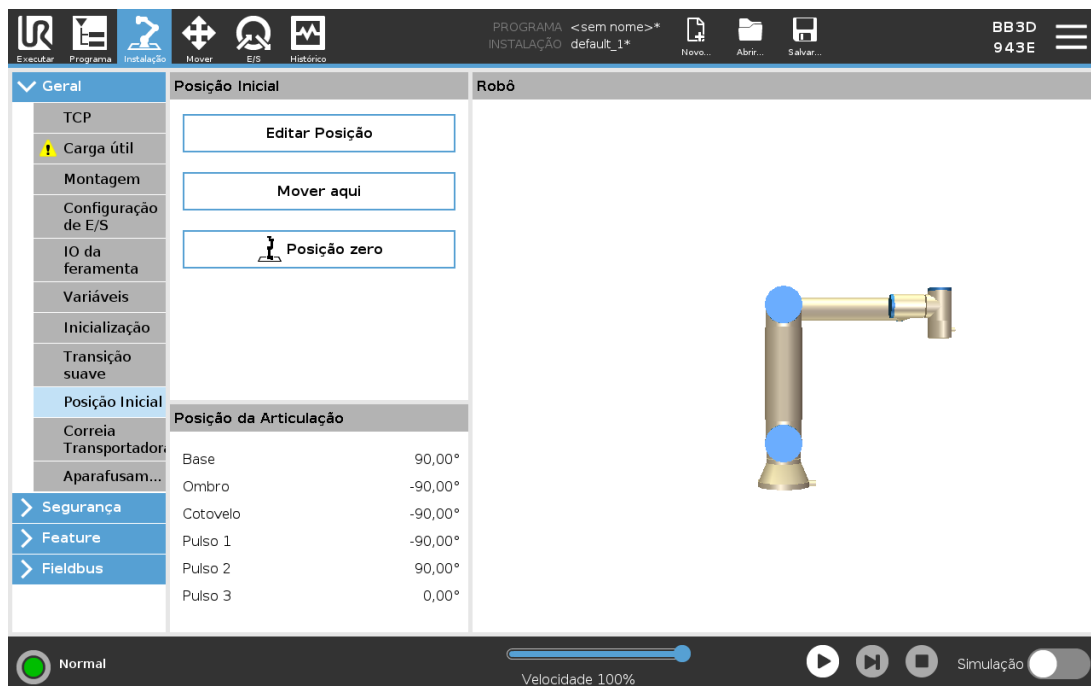 PROGRAMA <sem nome>*
INSTALAÇÃO default_1*
BB3D
943E
UR
Executar
Programa
Instalação
Mover
E/S
Histórico
Novo...
Abrir...
Salvar...
Geral
TCP
Carga útil
Montagem
Configuração
de E/S
IO da
feramenta
Variáveis
Inicialização
Transição
suave
Posição Inicial
Correia
Transportadora
Aparafusam...
Segurança
Feature
Fieldbus
Posição Inicial
Editar Posição
Mover aqui
Posição zero
Posição da Articulação
Base 90,00°
Ombro -90,00°
Cotovelo -90,00°
Pulso 1 -90,00°
Pulso 2 90,00°
Pulso 3 0,00°
Robô
Normal
Velocidade 100%
Simulação